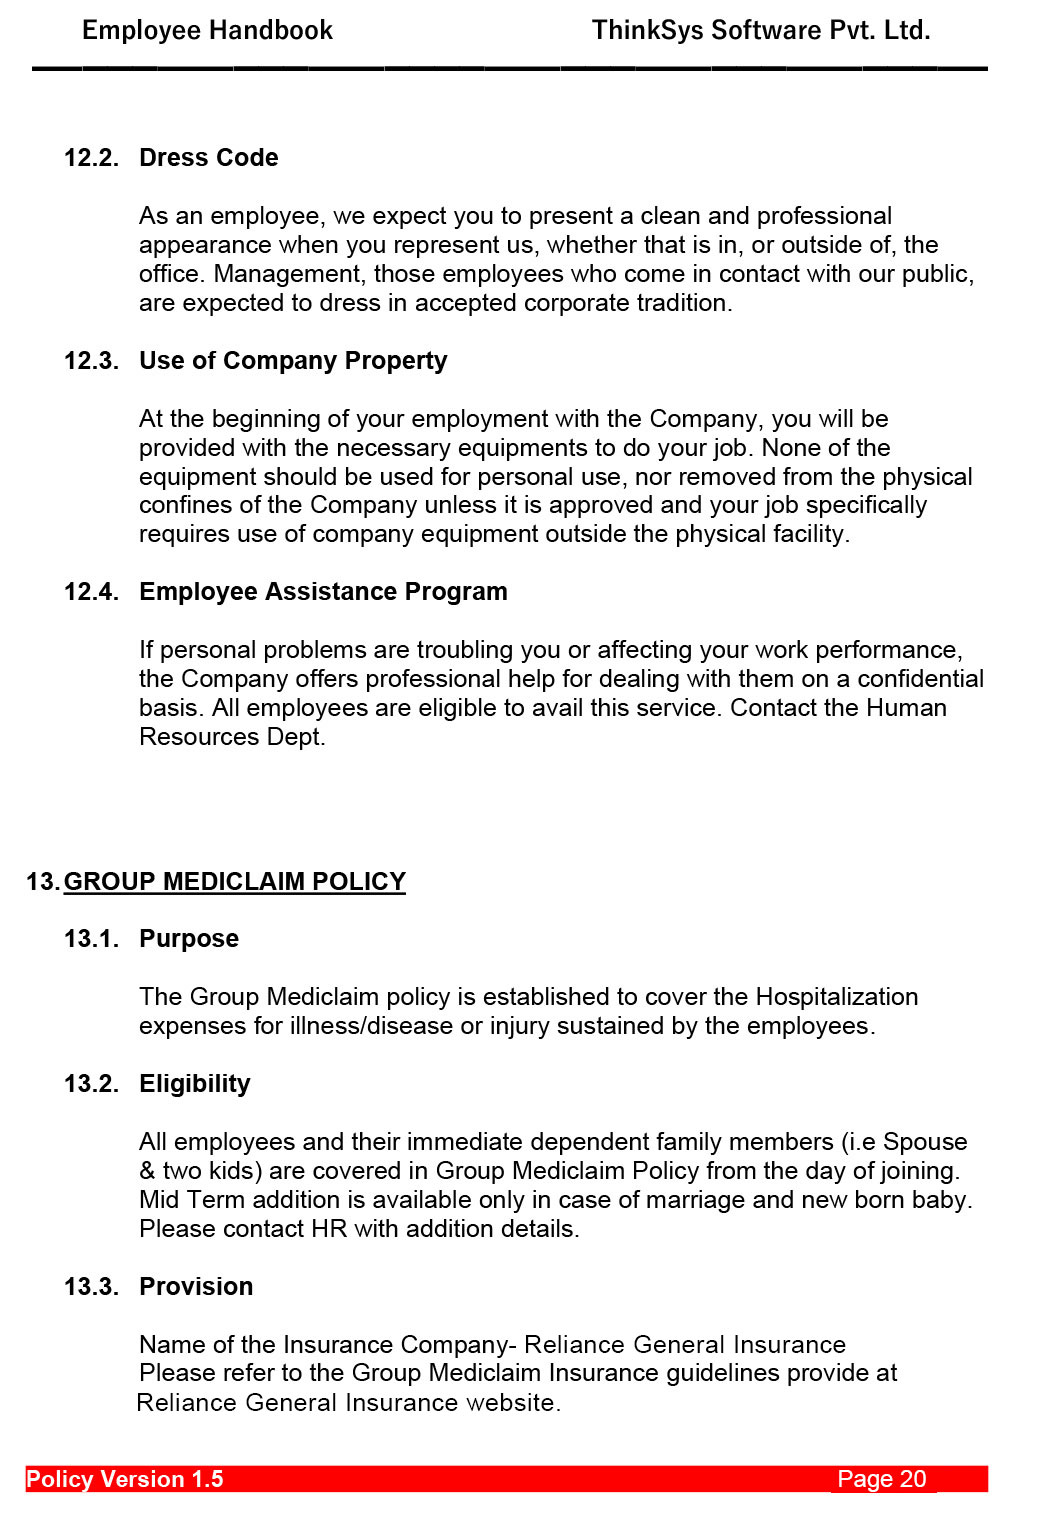 Employee Handbook ThinkSys Software Pvt. Ltd.
12.2. Dress Code
As an employee, we expect you to present a clean and professional
appearance when you represent us, whether that is in, or outside of, the
office. Management, those employees who come in contact with our public,
are expected to dress in accepted corporate tradition.
12.3. Use of Company Property
At the beginning of your employment with the Company, you will be
provided with the necessary equipments to do your job. None of the
equipment should be used for personal use, nor removed from the physical
confines of the Company unless it is approved and your job specifically
requires use of company equipment outside the physical facility.
12.4. Employee Assistance Program
If personal problems are troubling you or affecting your work performance,
the Company offers professional help for dealing with them on a confidential
basis. All employees are eligible to avail this service. Contact the Human
Resources Dept.
13. GROUP MEDICLAIM POLICY
13.1. Purpose
The Group Mediclaim policy is established to cover the Hospitalization
expenses for illness/disease or injury sustained by the employees.
13.2. Eligibility
All employees and their immediate dependent family members (i.e Spouse
& two kids) are covered in Group Mediclaim Policy from the day of joining.
Mid Term addition is available only in case of marriage and new born baby.
Please contact HR with addition details.
13.3. Provision
Name of the Insurance Company- Reliance General Insurance
Please refer to the Group Mediclaim Insurance guidelines provide at
Reliance General Insurance website.
Policy Version 1.5 Page 20